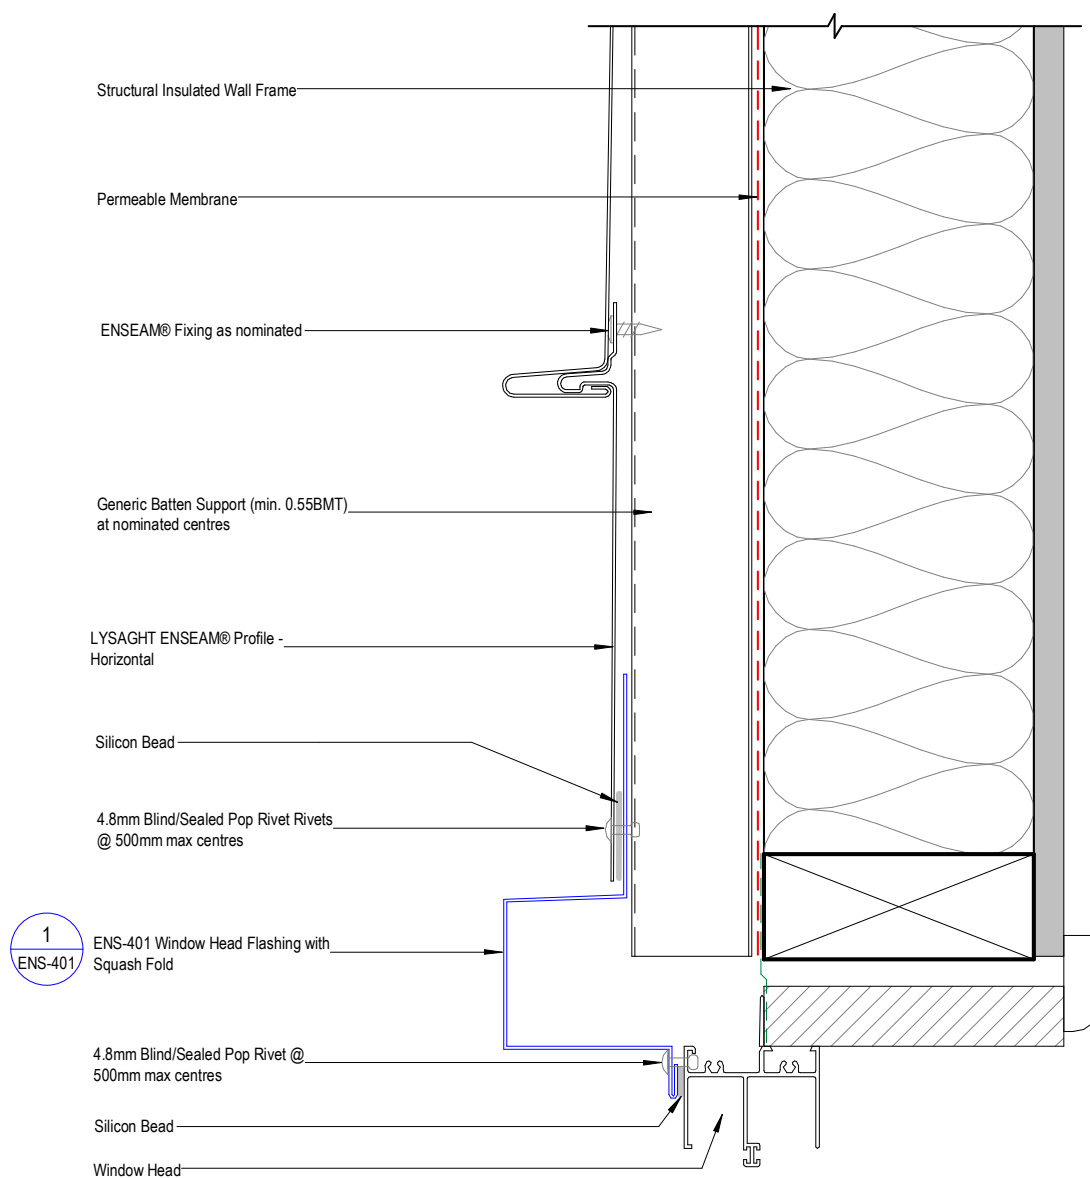 Structural Insulated Wall Frame
Permeable Membrane
ENSEAM® Fixing as nominated
Generic Batten Support (min. 0.55BMT)
at nominated centres
LYSAGHT ENSEAM® Profile -
Horizontal
Silicon Bead
4.8mm Blind/Sealed Pop Rivet Rivets
@ 500mm max centres
1
ENS-401
ENS-401 Window Head Flashing with
Squash Fold
4.8mm Blind/Sealed Pop Rivet @
500mm max centres
Silicon Bead
Window Head